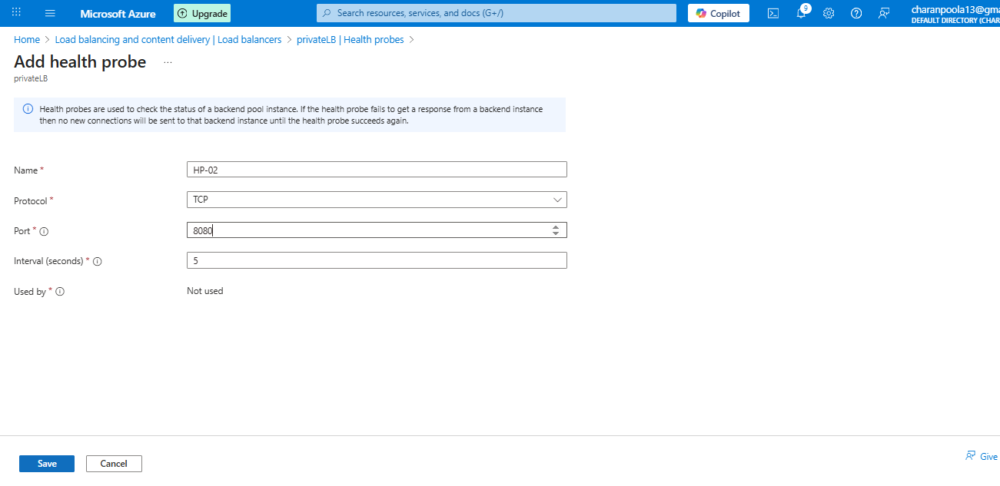 Microsoft Azure
Upgrade
Search resources, services, and docs (G+/)
Copilot
9
charanpoola13@gma
DEFAULT DIRECTORY (CHAR
Home > Load balancing and content delivery | Load balancers > privateLB | Health probes >
Add health probe ...
privateLB
Health probes are used to check the status of a backend pool instance. If the health probe fails to get a response from a backend instance
then no new connections will be sent to that backend instance until the health probe succeeds again.
Name * HP-02
Protocol * TCP
Port * 8080
Interval (seconds) * 5
Used by * Not used
Save
Cancel
Give